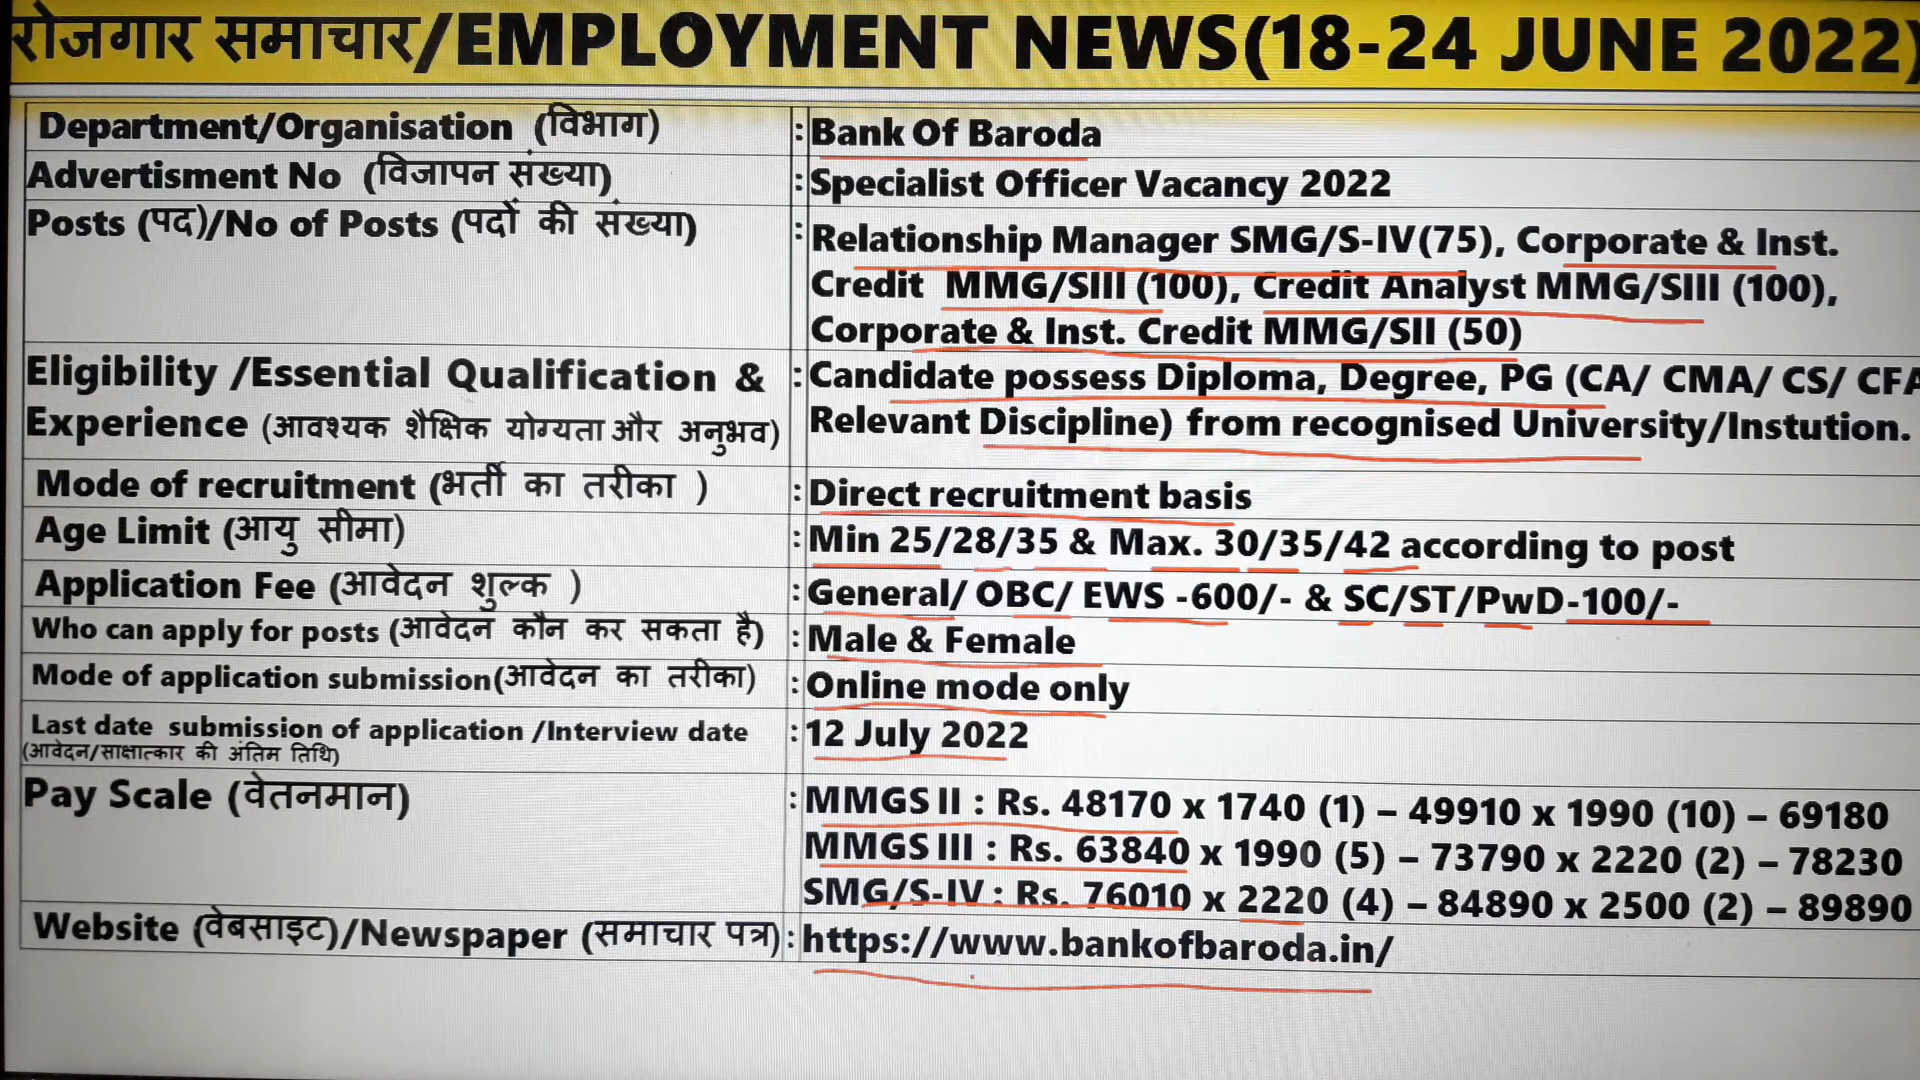 रोजगार समाचार/EMPLOYMENT NEWS(18-24 JUNE 2022)
Department/Organisation (विभाग) : Bank Of Baroda
Advertisment No (विजापन संख्या) : Specialist Officer Vacancy 2022
Posts (पद)/No of Posts (पदों की संख्या) : Relationship Manager SMG/S-IV(75), Corporate & Inst.
Credit MMG/SIII (100), Credit Analyst MMG/SIII (100),
Corporate & Inst. Credit MMG/SII (50)
Eligibility /Essential Qualification & : Candidate possess Diploma, Degree, PG (CA/ CMA/ CS/ CFA
Experience (आवश्यक शैक्षिक योग्यता और अनुभव) Relevant Discipline) from recognised University/Instution.
Mode of recruitment (भर्ती का तरीका ) : Direct recruitment basis
Age Limit (आयु सीमा) : Min 25/28/35 & Max. 30/35/42 according to post
Application Fee (आवेदन शुल्क ) : General/ OBC/ EWS -600/- & SC/ST/PwD-100/-
Who can apply for posts (आवेदन कौन कर सकता है) : Male & Female
Mode of application submission(आवेदन का तरीका) : Online mode only
Last date submission of application /Interview date : 12 July 2022
(आवेदन/साक्षात्कार की अंतिम तिथि)
Pay Scale (वेतनमान) : MMGS II : Rs. 48170 x 1740 (1) – 49910 x 1990 (10) – 69180
MMGS III : Rs. 63840 x 1990 (5) – 73790 x 2220 (2) – 78230
SMG/S-IV : Rs. 76010 x 2220 (4) – 84890 x 2500 (2) – 89890
Website (वेबसाइट)/Newspaper (समाचार पत्र) : https://www.bankofbaroda.in/